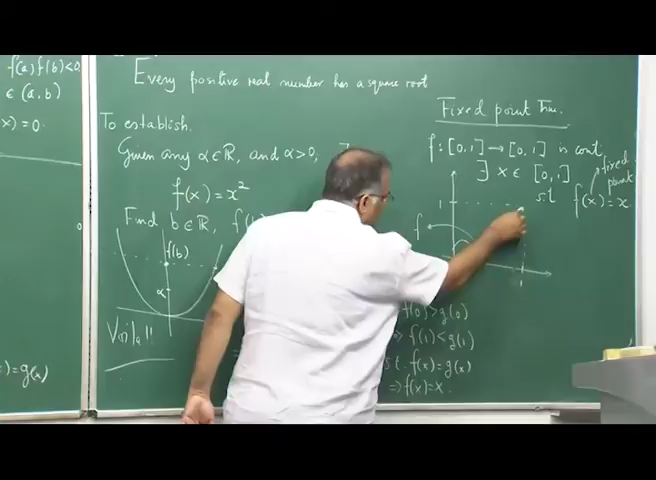 f(a)f(b)<0
∈ (a,b)
x) = 0
) = g(x)
Every positive real number has a square root
To establish.
Given any α∈ℝ, and α>0,
f(x) = x²
Find b∈ℝ,
f(b)
α
Voila!!
Fixed point Thm.
f: [0,1] → [0,1] is cont.
∃ x ∈ [0,1]
s.t f(x) = x
fixed point
1
f
1
f(0)>g(0)
⇒ f(1)<g(1)
s.t. f(x)=g(x)
⇒ f(x)=x.